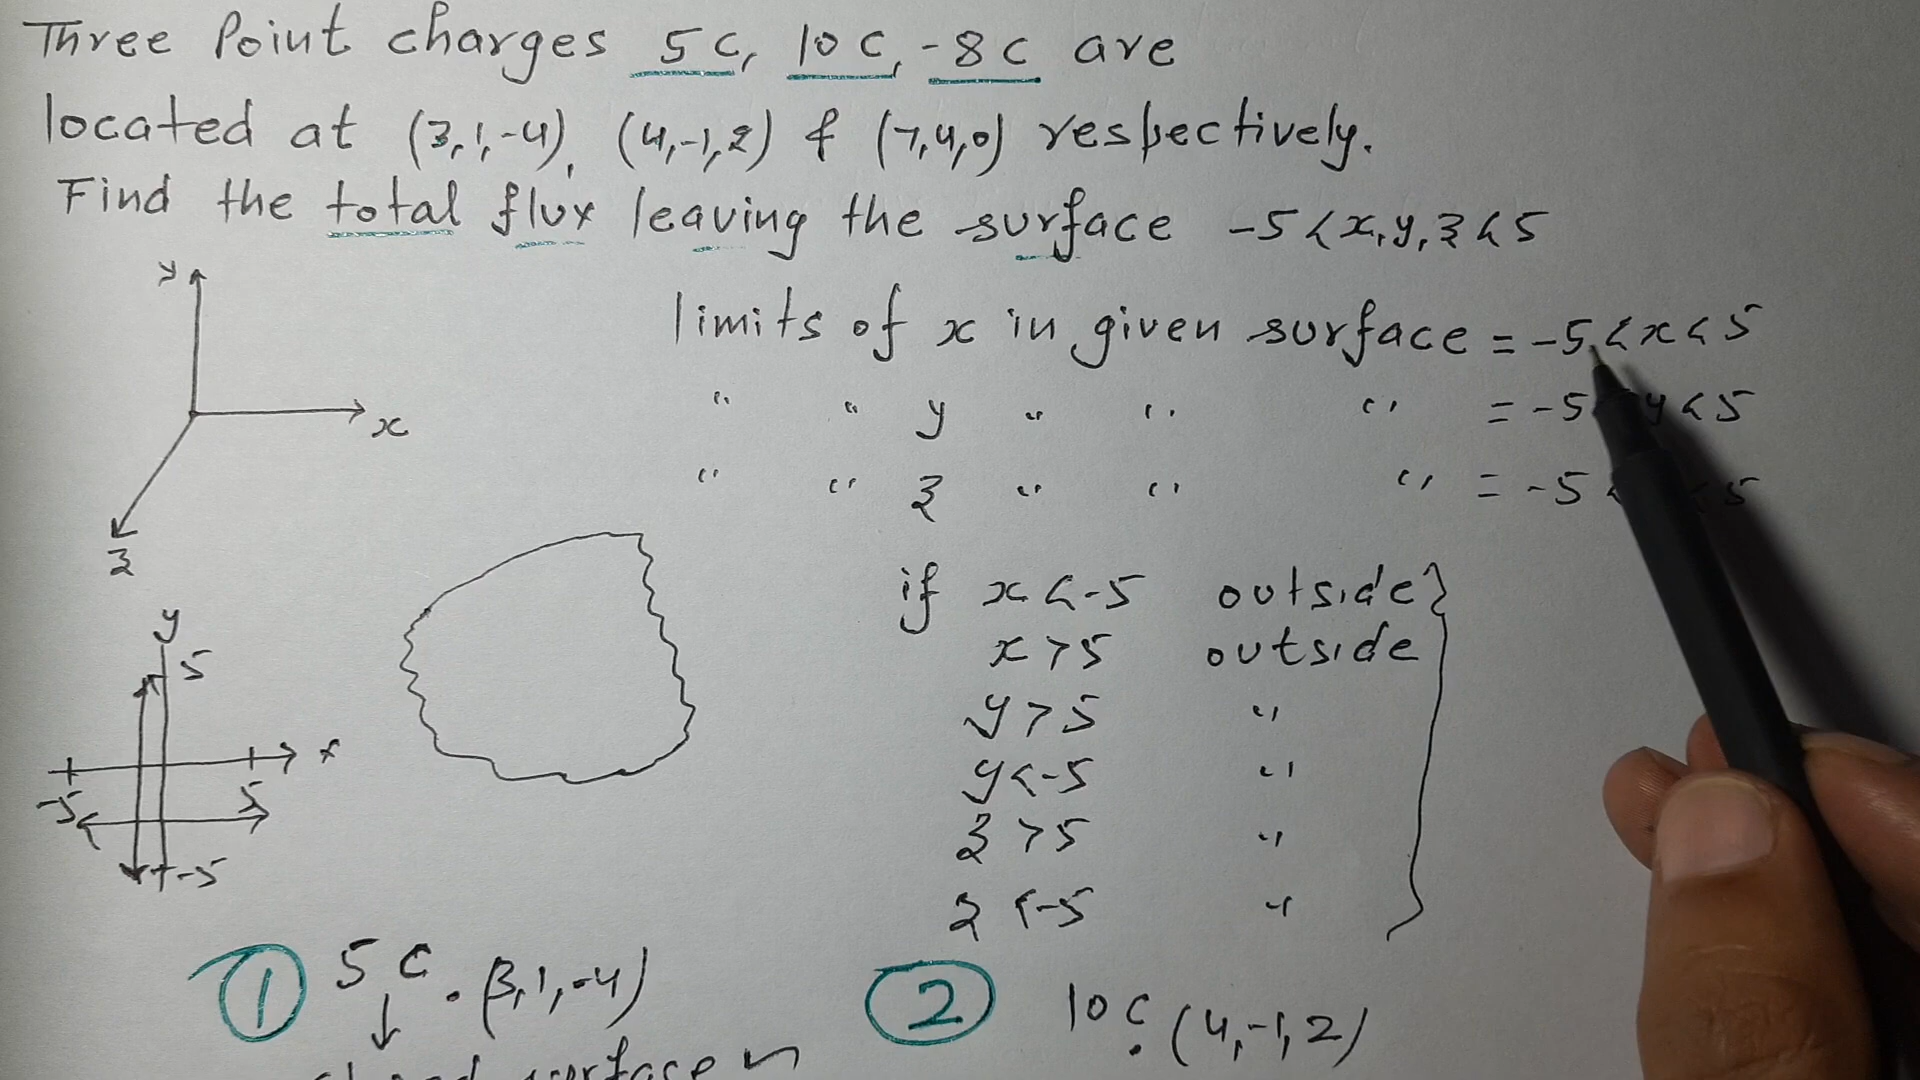 Three Point charges 5C, 10C, -8C are
located at (3,1,-4), (4,-1,2) & (7,4,0) respectively.
Find the total flux leaving the surface -5<x,y,z<5
y
x
z
limits of x in given surface = -5<x<5
" " y " " " = -5 y<5
" " z " " " = -5< <5
if x<-5 outside}
x>5 outside
y>5 "
y<-5 "
z>5 "
z<-5 "
y
5
x
-5
5
-5
① 5C . (3,1,-4)
surface
② 10C . (4,-1,2)